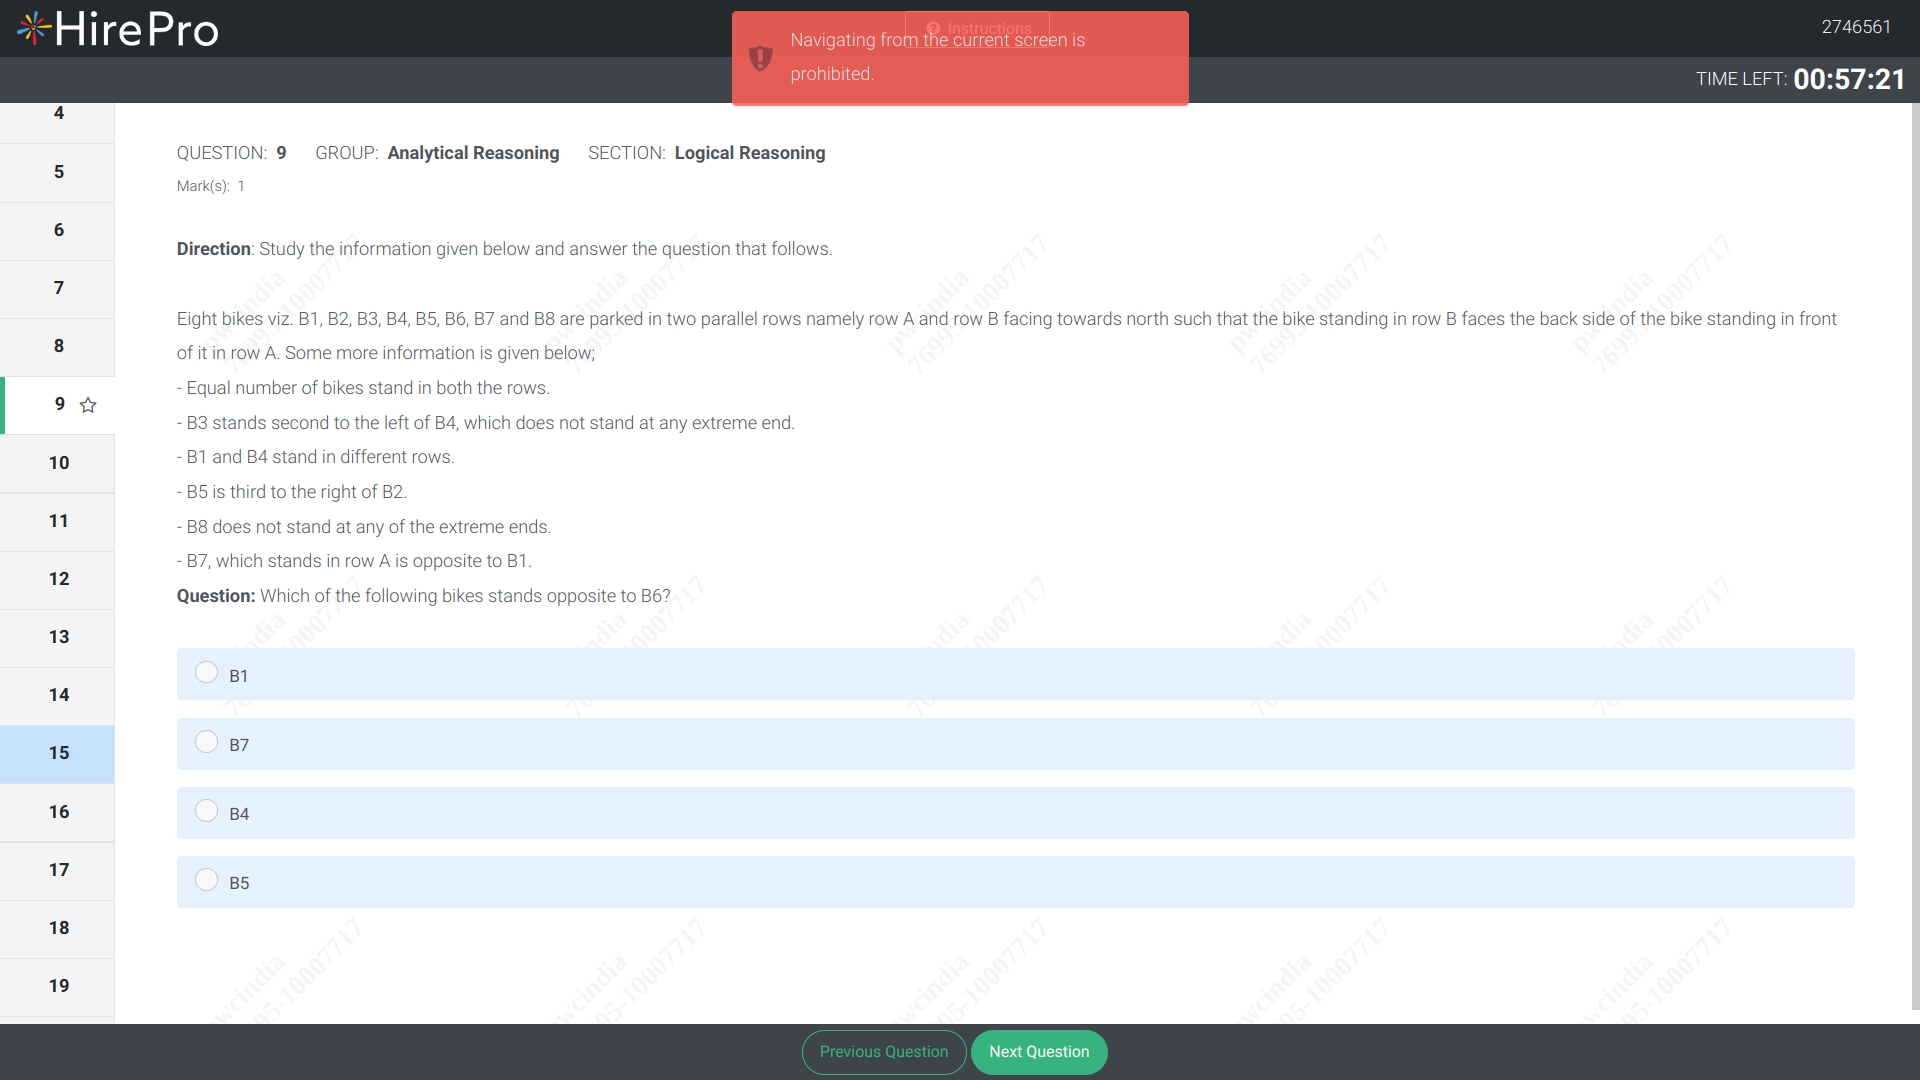 HirePro
Instructions
Navigating from the current screen is
prohibited.
2746561
TIME LEFT: 00:57:21
4
5
6
7
8
9
10
11
12
13
14
15
16
17
18
19
QUESTION: 9 GROUP: Analytical Reasoning SECTION: Logical Reasoning
Mark(s): 1
Direction: Study the information given below and answer the question that follows.
Eight bikes viz. B1, B2, B3, B4, B5, B6, B7 and B8 are parked in two parallel rows namely row A and row B facing towards north such that the bike standing in row B faces the back side of the bike standing in front
of it in row A. Some more information is given below;
- Equal number of bikes stand in both the rows.
- B3 stands second to the left of B4, which does not stand at any extreme end.
- B1 and B4 stand in different rows.
- B5 is third to the right of B2.
- B8 does not stand at any of the extreme ends.
- B7, which stands in row A is opposite to B1.
Question: Which of the following bikes stands opposite to B6?
B1
B7
B4
B5
Previous Question
Next Question